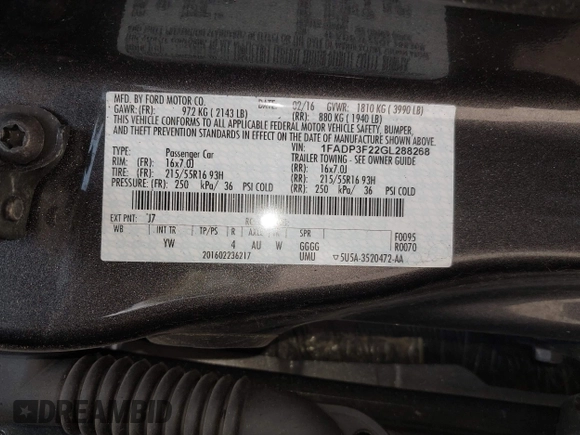 MFD. BY FORD MOTOR CO.
DATE: 02/16 GVWR: 1810 KG ( 3990 LB)
GAWR: (FR): 972 KG ( 2143 LB) (RR): 880 KG ( 1940 LB)
THIS VEHICLE CONFORMS TO ALL APPLICABLE FEDERAL MOTOR VEHICLE SAFETY, BUMPER,
AND THEFT PREVENTION STANDARDS IN EFFECT ON THE DATE OF MANUFACTURE SHOWN ABOVE.
VIN: 1FADP3F22GL288268
TYPE: Passenger Car TRAILER TOWING - SEE OWNER GUIDE
RIM: (FR): 16x7.0J (RR): 16x7.0J
TIRE: (FR): 215/55R16 93H (RR): 215/55R16 93H
PRESSURE: (FR): 250 kPa/ 36 PSI COLD (RR): 250 kPa/ 36 PSI COLD
EXT PNT: J7
WB INT TR TP/PS R AXLE SPR F0095
YW 4 AU W GGGG R0070
201602236217 UMU 5U5A-3520472-AA
DREAMBID